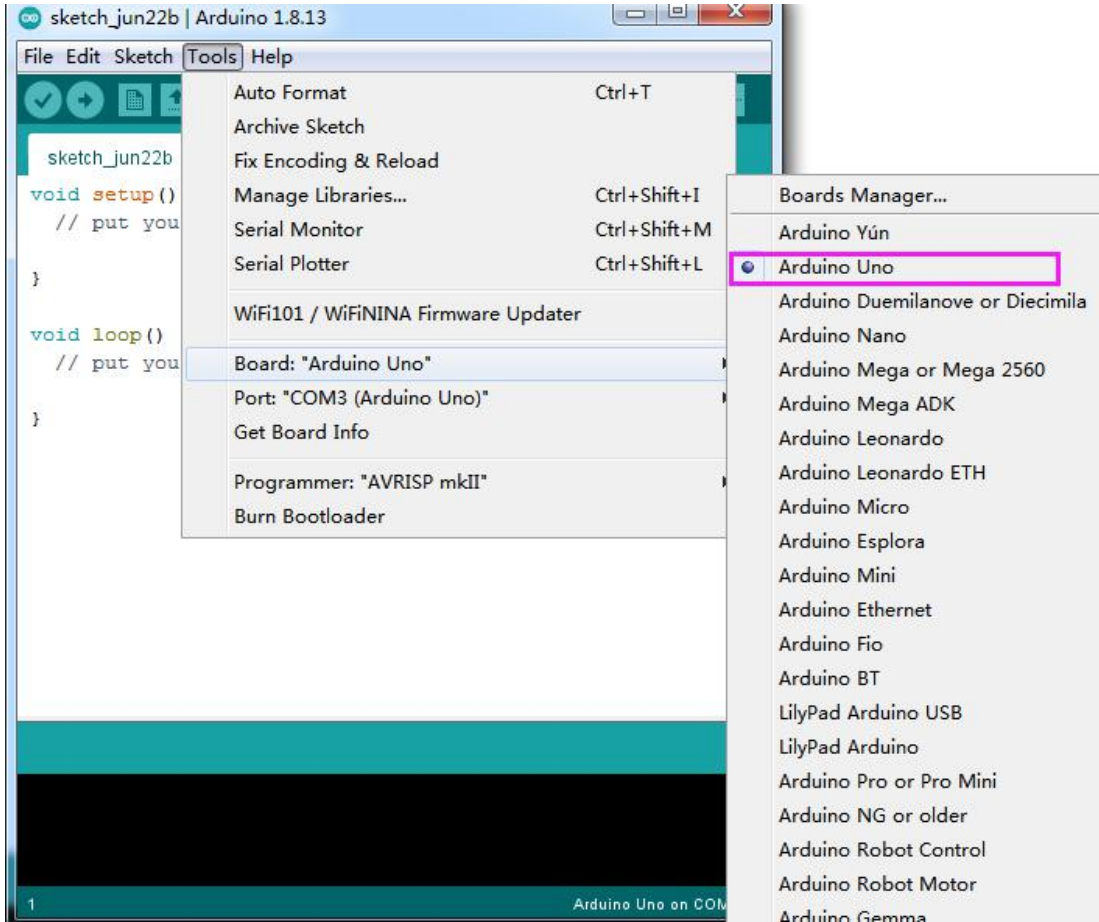 sketch_jun22b | Arduino 1.8.13
File Edit Sketch Tools Help
Auto Format Ctrl+T
Archive Sketch
sketch_jun22b
Fix Encoding & Reload
void setup()
Manage Libraries... Ctrl+Shift+I
// put you
Serial Monitor Ctrl+Shift+M
Serial Plotter Ctrl+Shift+L
}
WiFi101 / WiFiNINA Firmware Updater
void loop()
// put you
Board: "Arduino Uno"
Port: "COM3 (Arduino Uno)"
}
Get Board Info
Programmer: "AVRISP mkII"
Burn Bootloader
Boards Manager...
Arduino Yún
Arduino Uno
Arduino Duemilanove or Diecimila
Arduino Nano
Arduino Mega or Mega 2560
Arduino Mega ADK
Arduino Leonardo
Arduino Leonardo ETH
Arduino Micro
Arduino Esplora
Arduino Mini
Arduino Ethernet
Arduino Fio
Arduino BT
LilyPad Arduino USB
LilyPad Arduino
Arduino Pro or Pro Mini
Arduino NG or older
Arduino Robot Control
Arduino Robot Motor
Arduino Gemma
1 Arduino Uno on COM